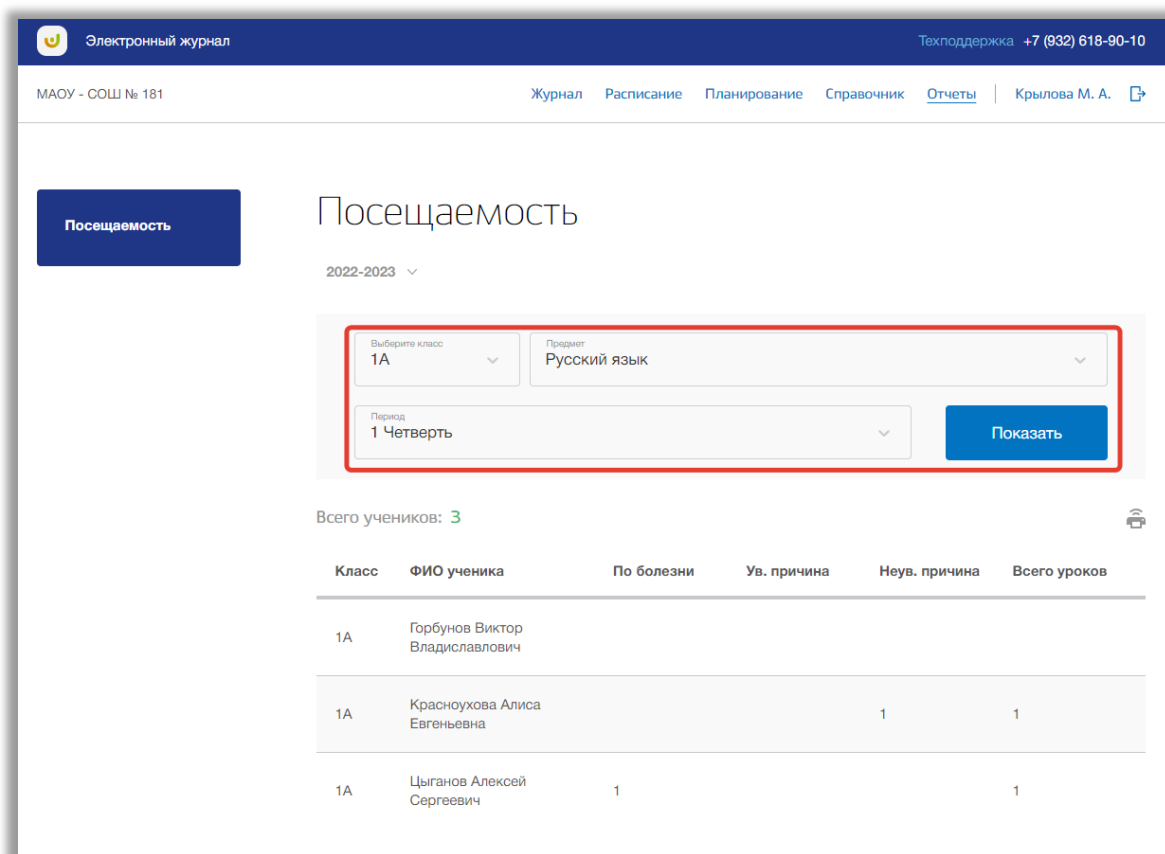 Электронный журнал
Техподдержка +7 (932) 618-90-10
МАОУ - СОШ № 181
Журнал Расписание Планирование Справочник Отчеты Крылова М. А.
Посещаемость
Посещаемость
2022-2023
Выберите класс
1А
Предмет
Русский язык
Период
1 Четверть
Показать
Всего учеников: 3
Класс ФИО ученика По болезни Ув. причина Неув. причина Всего уроков
1А Горбунов Виктор
Владиславлович
1А Красноухова Алиса
Евгеньевна 1 1
1А Цыганов Алексей
Сергеевич 1 1